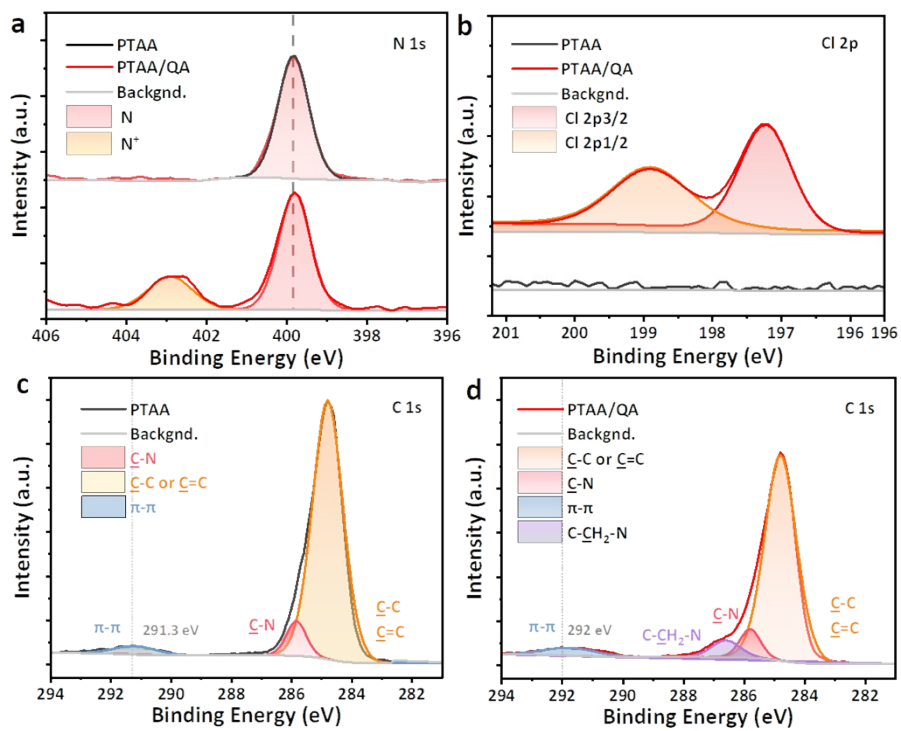 a
N 1s
PTAA
PTAA/QA
Backgnd.
N
N⁺
Intensity (a.u.)
406 404 402 400 398 396
Binding Energy (eV)
b
Cl 2p
PTAA
PTAA/QA
Backgnd.
Cl 2p3/2
Cl 2p1/2
Intensity (a.u.)
201 200 199 198 197 196 196
Binding Energy (eV)
c
C 1s
PTAA
Backgnd.
C-N
C-C or C=C
π-π
π-π
291.3 eV
C-N
C-C
C=C
Intensity (a.u.)
294 292 290 288 286 284 282
Binding Energy (eV)
d
C 1s
PTAA/QA
Backgnd.
C-C or C=C
C-N
π-π
C-CH₂-N
π-π
292 eV
C-CH₂-N
C-N
C-C
C=C
Intensity (a.u.)
294 292 290 288 286 284 282
Binding Energy (eV)